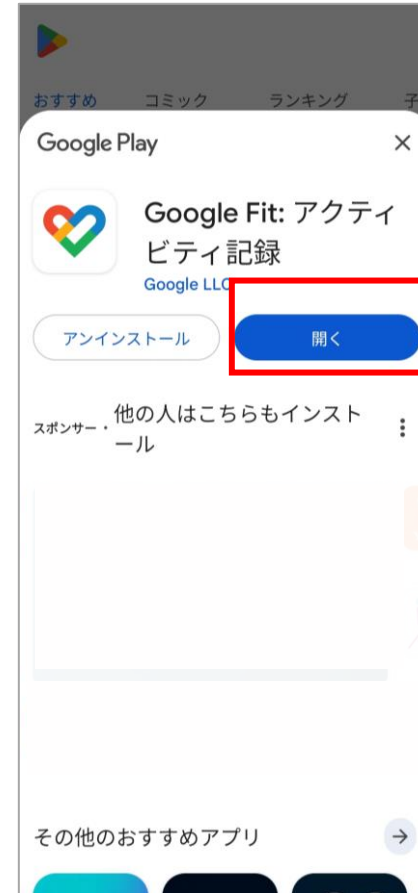 おすすめ コミック ランキング 子
Google Play
Google Fit: アクティ
ビティ記録
Google LLC
アンインストール 開く
スポンサー・他の人はこちらもインスト
ール
その他のおすすめアプリ